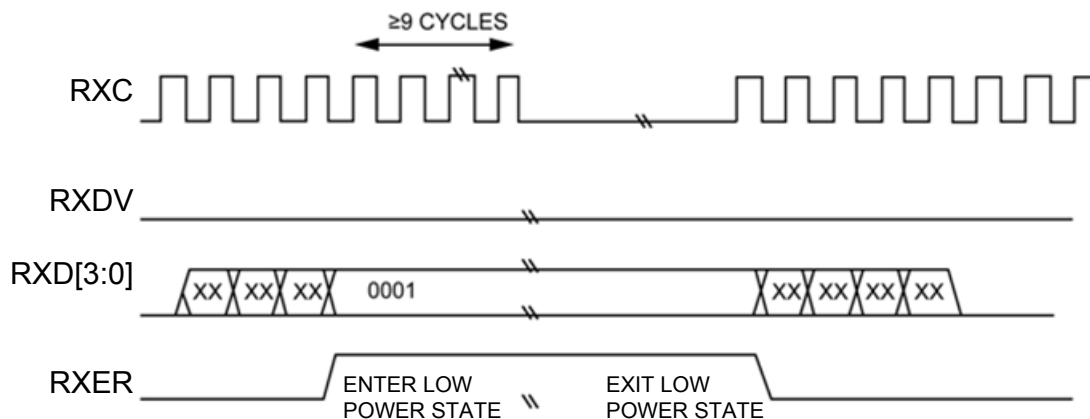 ≥9 CYCLES
RXC
RXDV
RXD[3:0]
XX XX XX 0001 XX XX XX XX
RXER
ENTER LOW
POWER STATE
EXIT LOW
POWER STATE